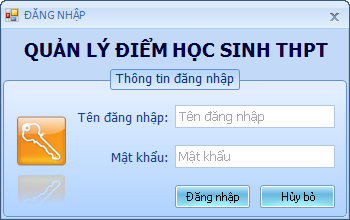 ĐĂNG NHẬP
QUẢN LÝ ĐIỂM HỌC SINH THPT
Thông tin đăng nhập
Tên đăng nhập: Tên đăng nhập
Mật khẩu: Mật khẩu
Đăng nhập Hủy bỏ